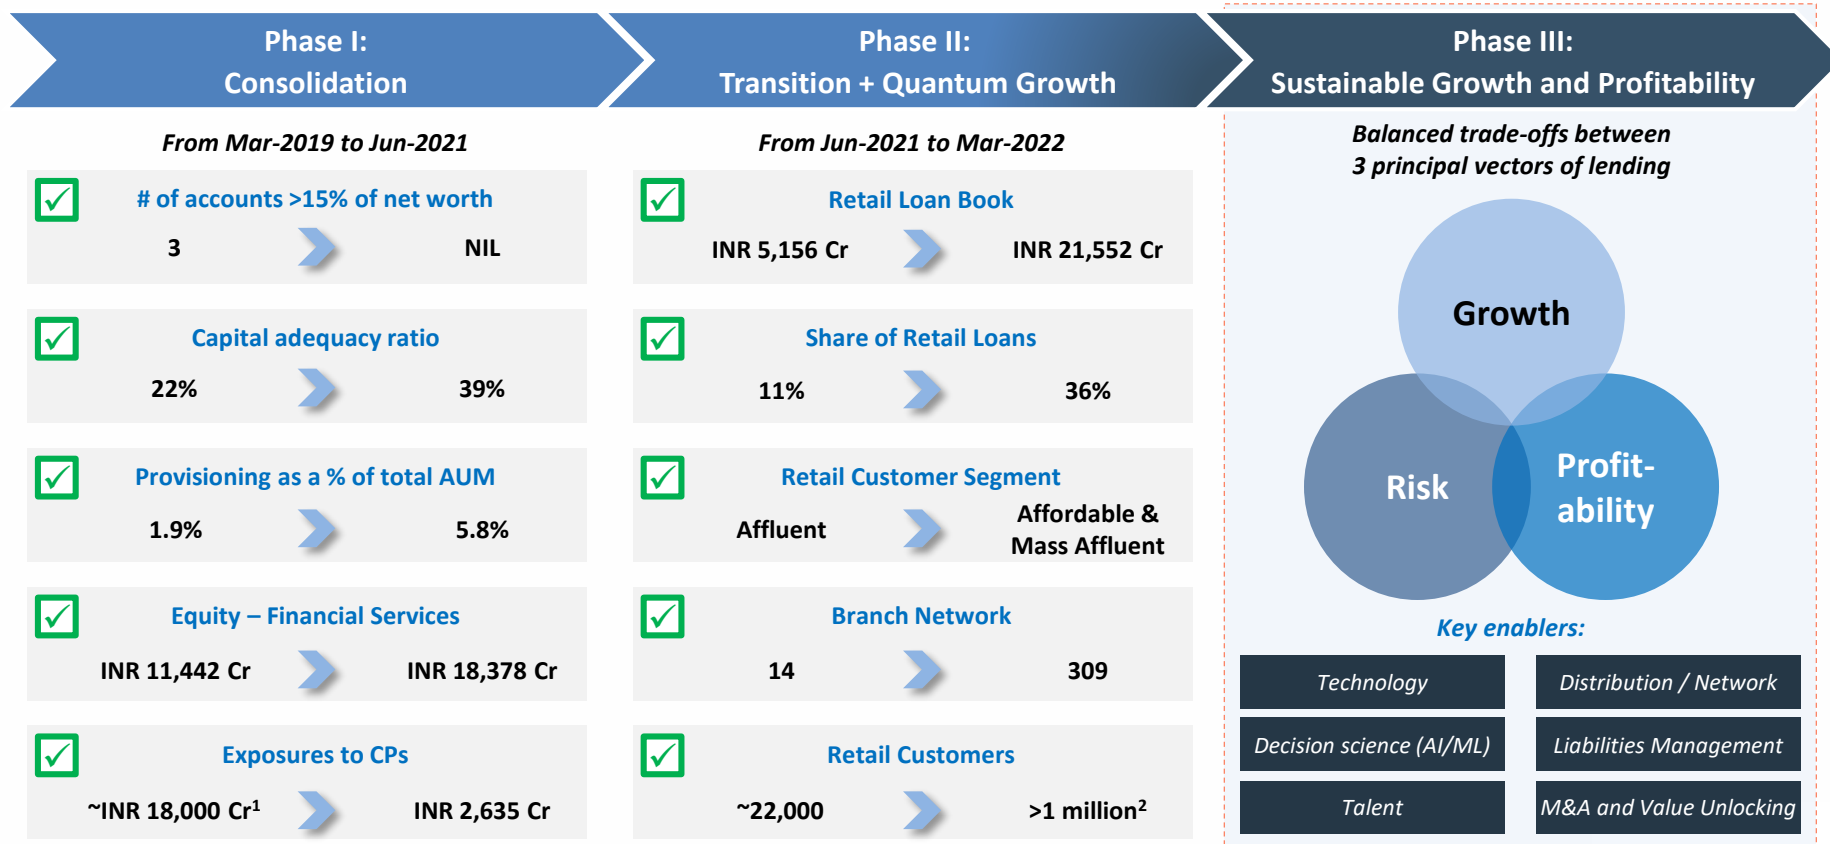 Phase I:
Consolidation
From Mar-2019 to Jun-2021
# of accounts >15% of net worth
3 NIL
Capital adequacy ratio
22% 39%
Provisioning as a % of total AUM
1.9% 5.8%
Equity – Financial Services
INR 11,442 Cr INR 18,378 Cr
Exposures to CPs
~INR 18,000 Cr¹ INR 2,635 Cr
Phase II:
Transition + Quantum Growth
From Jun-2021 to Mar-2022
Retail Loan Book
INR 5,156 Cr INR 21,552 Cr
Share of Retail Loans
11% 36%
Retail Customer Segment
Affluent Affordable &
Mass Affluent
Branch Network
14 309
Retail Customers
~22,000 >1 million²
Phase III:
Sustainable Growth and Profitability
Balanced trade-offs between
3 principal vectors of lending
Growth
Risk
Profit-
ability
Key enablers:
Technology Distribution / Network
Decision science (AI/ML) Liabilities Management
Talent M&A and Value Unlocking